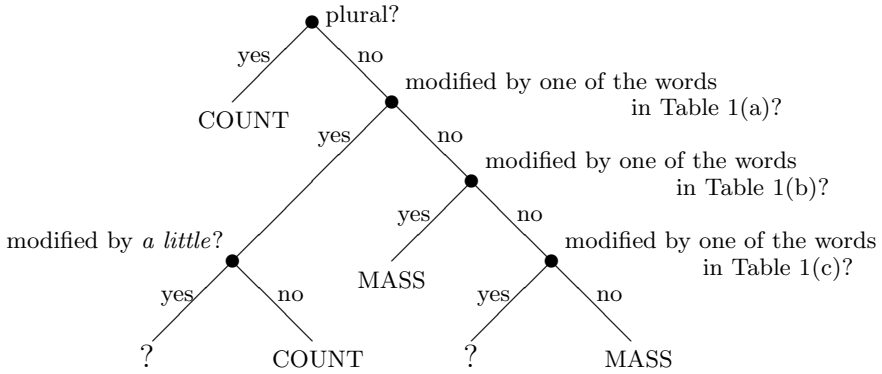 plural?
yes
no
modified by one of the words
in Table 1(a)?
COUNT
yes
no
modified by one of the words
in Table 1(b)?
yes
no
modified by a little?
modified by one of the words
in Table 1(c)?
MASS
yes
no
yes
no
?
COUNT
?
MASS